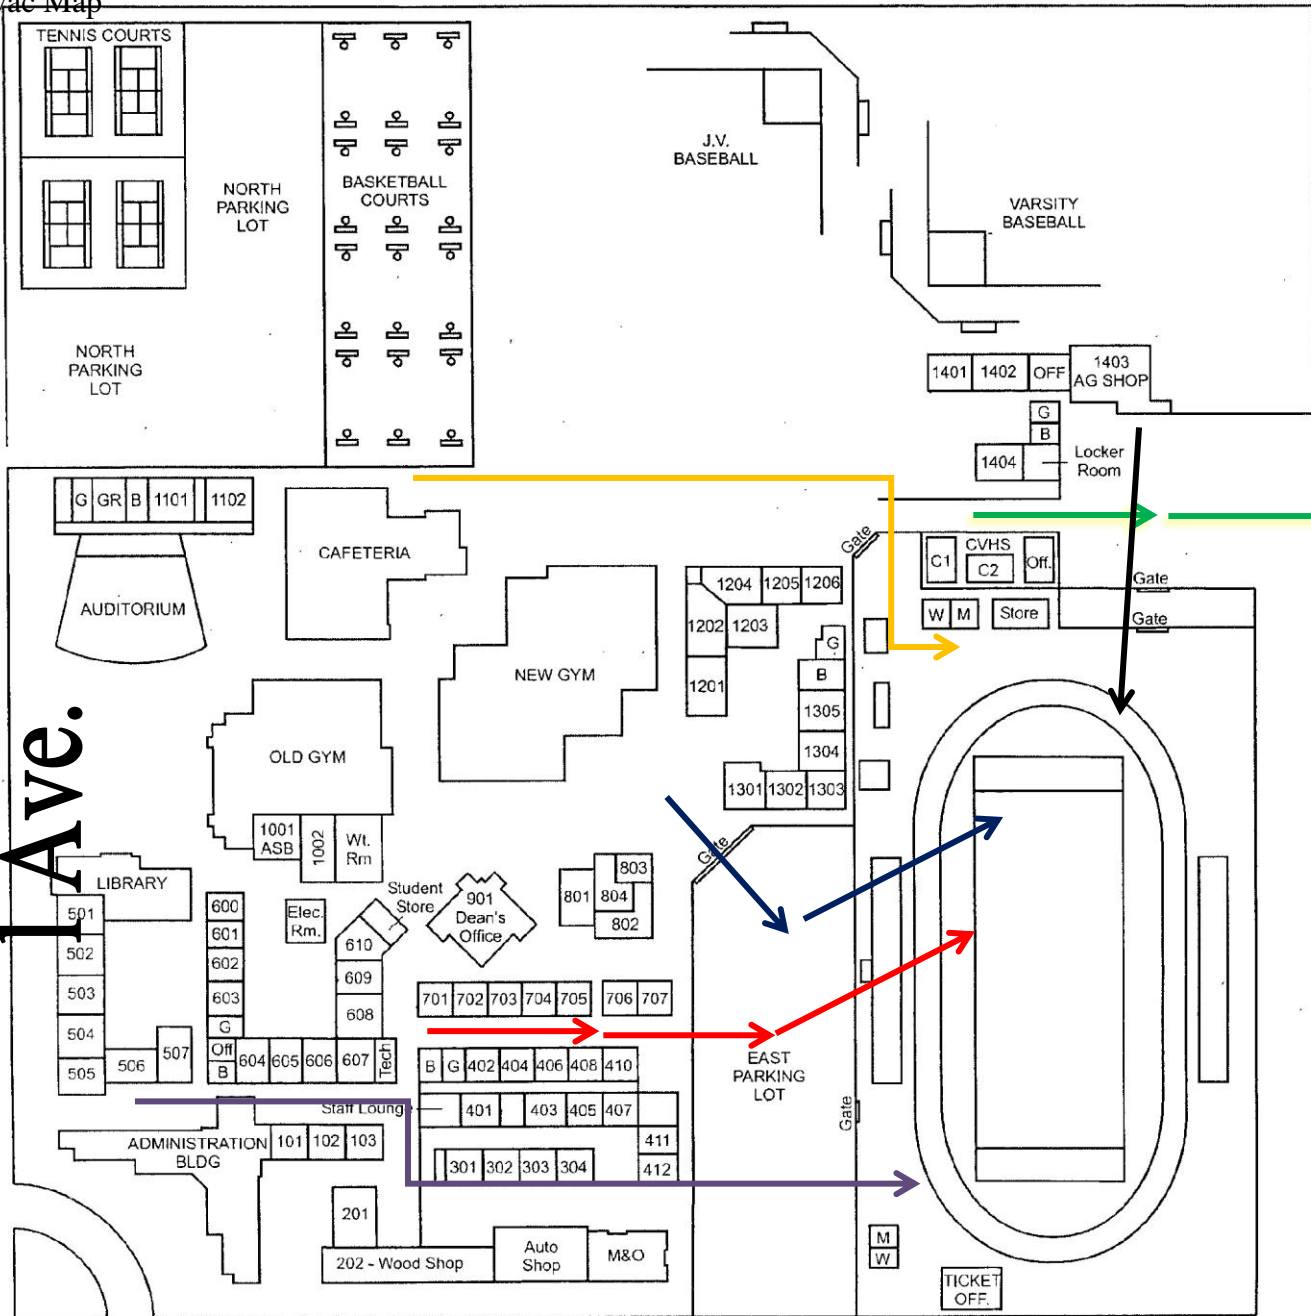 vac Map
TENNIS COURTS
NORTH
PARKING
LOT
BASKETBALL
COURTS
J.V.
BASEBALL
VARSITY
BASEBALL
NORTH
PARKING
LOT
1401
1402
OFF
1403
AG SHOP
G
B
1404
Locker
Room
G
GR
B
1101
1102
CAFETERIA
AUDITORIUM
Gate
C1
CVHS
C2
Off.
Gate
W
M
Store
Gate
1204
1205
1206
1202
1203
1201
G
B
1305
1304
1301
1302
1303
NEW GYM
OLD GYM
1001
ASB
1002
Wt.
Rm
Ave.
LIBRARY
501
502
503
504
505
506
507
600
601
602
603
G
Off
B
604
605
606
607
Tech
Elec.
Rm.
Student
Store
610
609
608
901
Dean's
Office
801
803
804
802
Gate
701
702
703
704
705
706
707
B
G
402
404
406
408
410
Staff Lounge
401
403
405
407
411
412
301
302
303
304
EAST
PARKING
LOT
Gate
ADMINISTRATION
BLDG
101
102
103
201
202 - Wood Shop
Auto
Shop
M&O
M
W
TICKET
OFF.